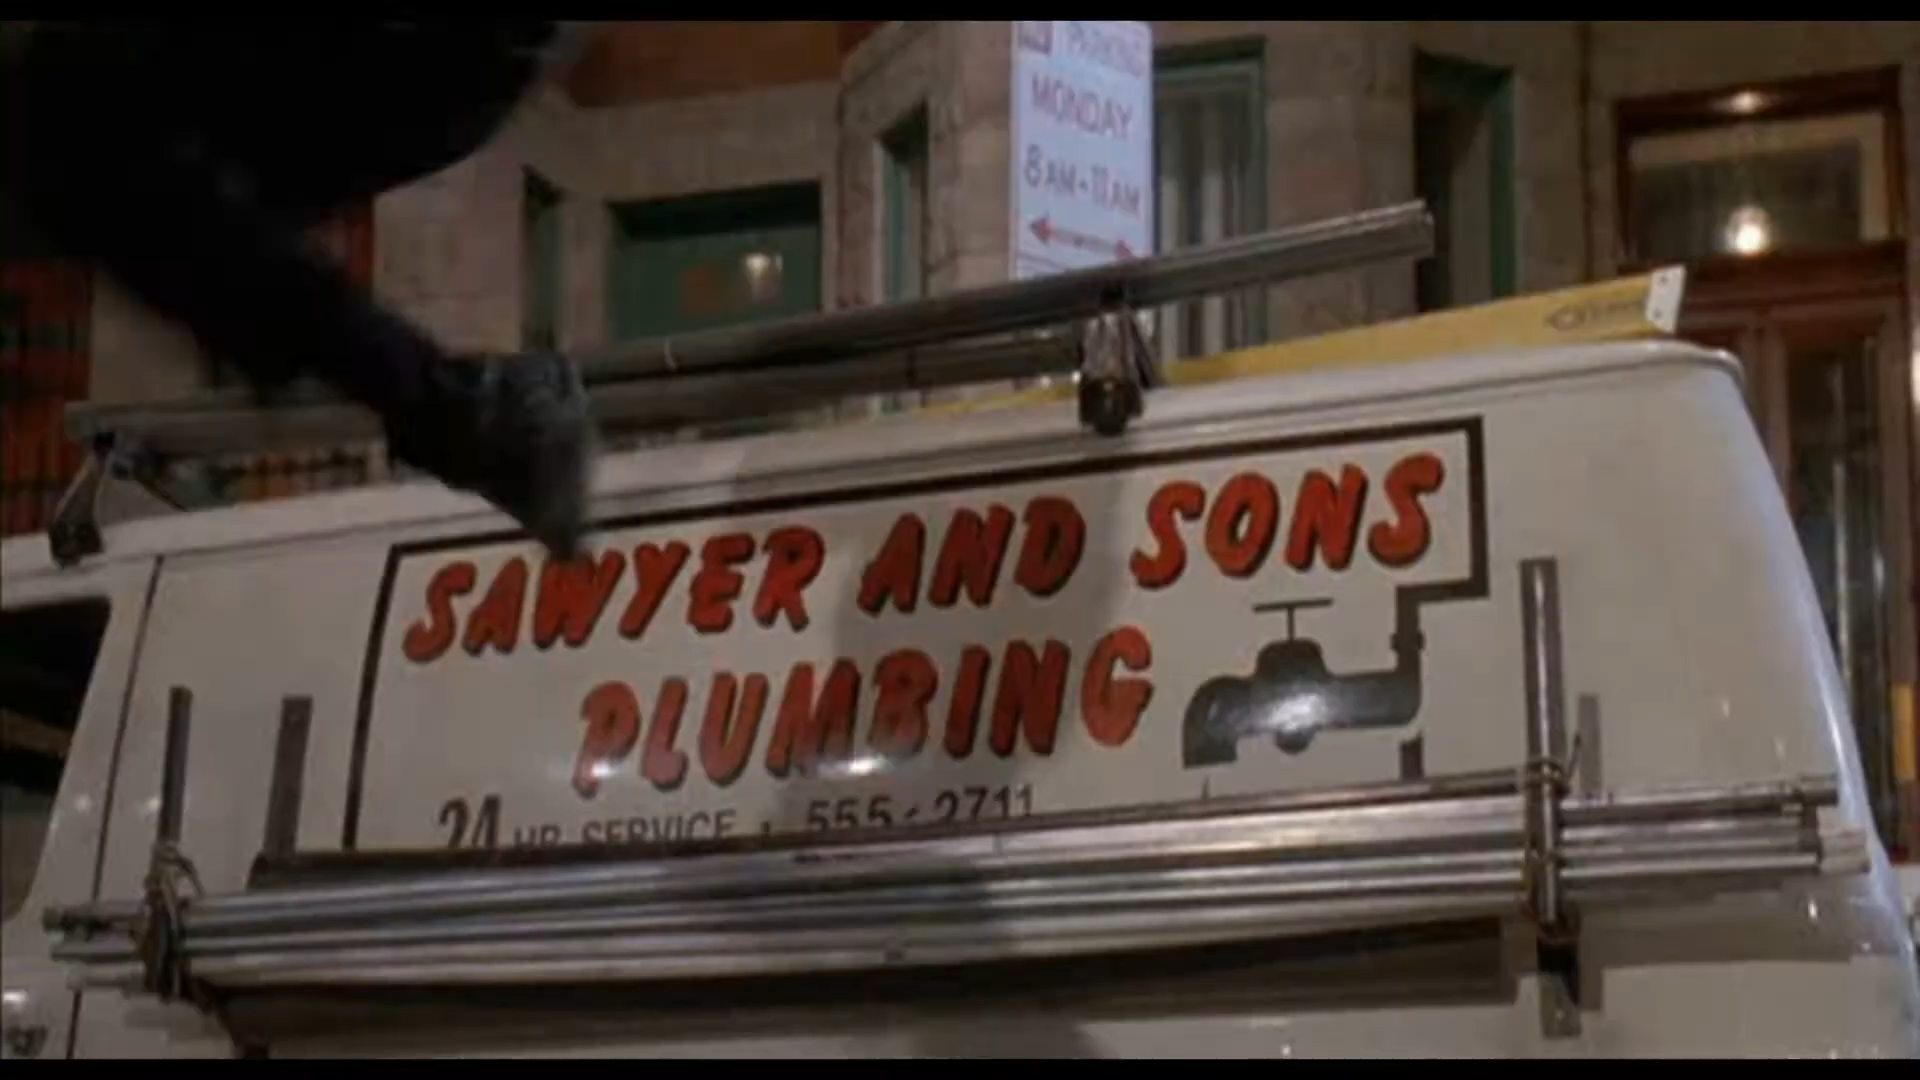 PARKING
MONDAY
8 AM - 11 AM
SAWYER AND SONS
PLUMBING
24 HR SERVICE 555-2711